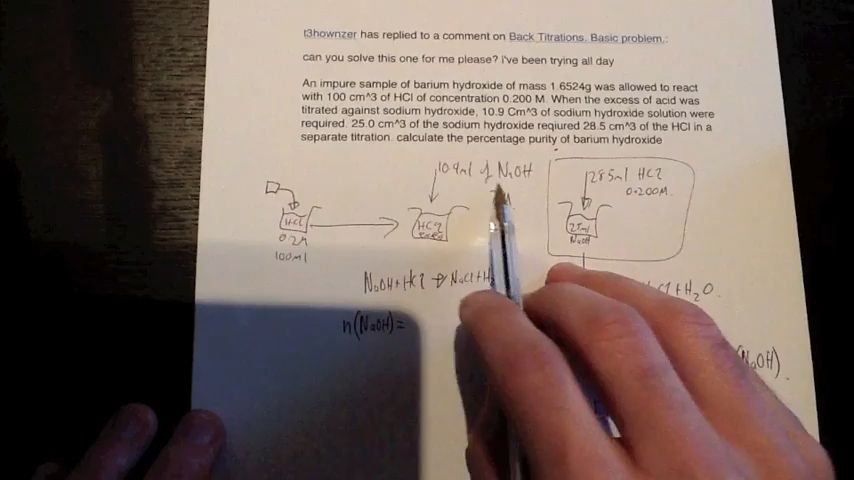 t3hownzer has replied to a comment on Back Titrations. Basic problem.:
can you solve this one for me please? i've been trying all day
An impure sample of barium hydroxide of mass 1.6524g was allowed to react
with 100 cm^3 of HCl of concentration 0.200 M. When the excess of acid was
titrated against sodium hydroxide, 10.9 Cm^3 of sodium hydroxide solution were
required. 25.0 cm^3 of the sodium hydroxide reqiured 28.5 cm^3 of the HCl in a
separate titration. calculate the percentage purity of barium hydroxide
10.9ml of NaOH
28.5ml HCl
0.200M.
HCl
0.2M
100ml
HCl
excess
25ml
NaOH
NaOH + HCl → NaCl + H
Cl + H2O.
n(NaOH) =
(NaOH).